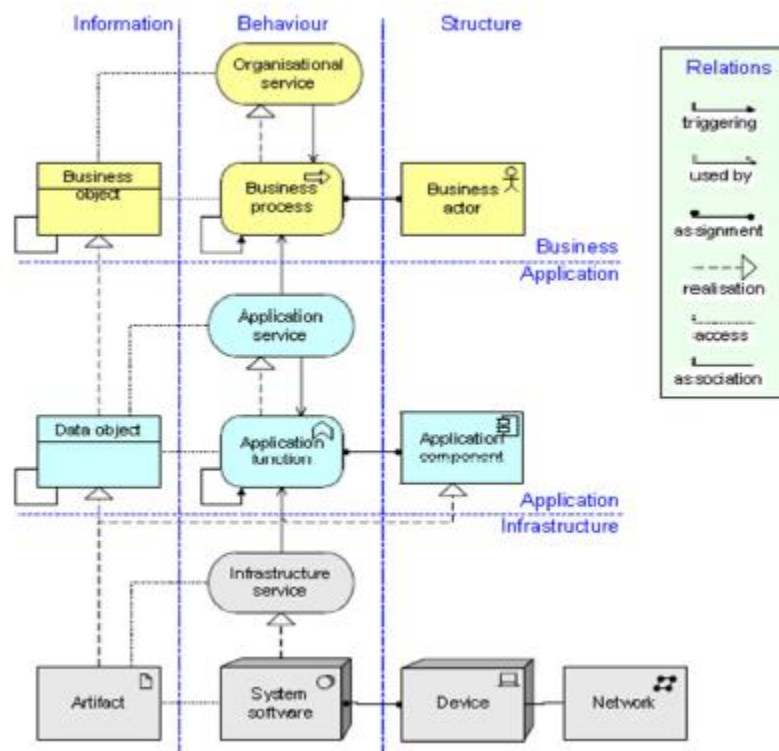 Information
Behaviour
Structure
Organisational
service
Relations
triggering
used by
assignment
realisation
access
association
Business
object
Business
process
Business
actor
Business
Application
Application
service
Data object
Application
function
Application
component
Application
Infrastructure
Infrastructure
service
Artifact
System
software
Device
Network